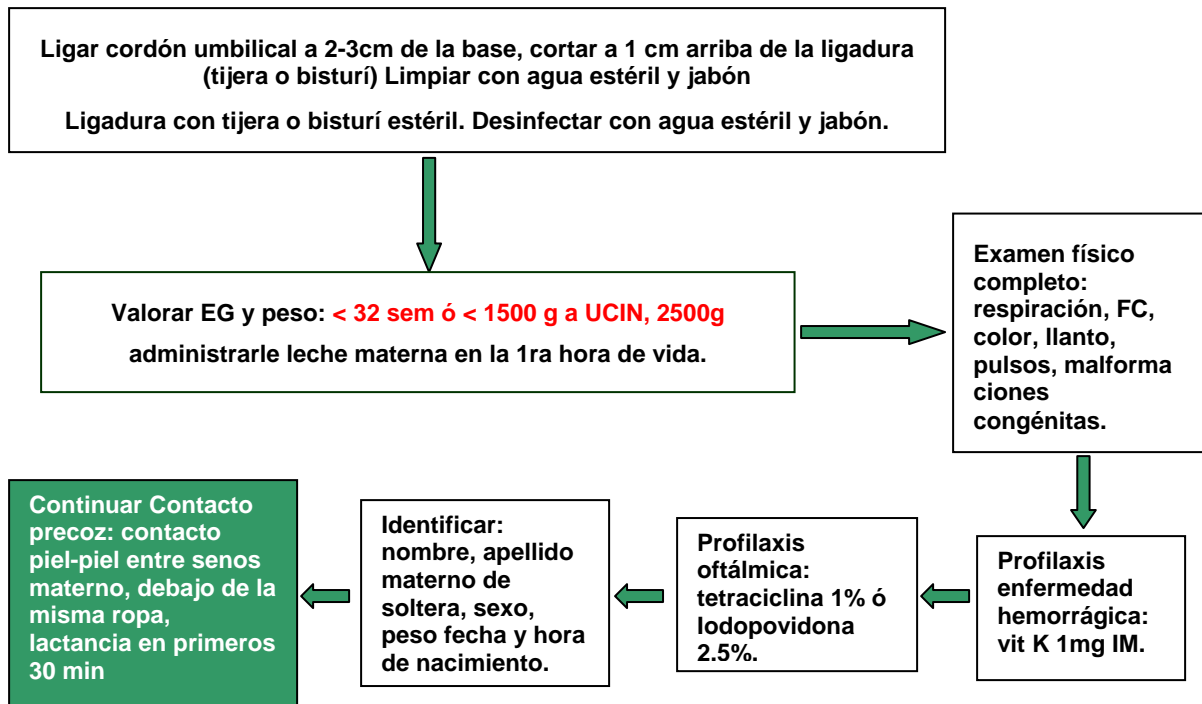 Ligar cordón umbilical a 2-3cm de la base, cortar a 1 cm arriba de la ligadura
(tijera o bisturí) Limpiar con agua estéril y jabón
Ligadura con tijera o bisturí estéril. Desinfectar con agua estéril y jabón.
Valorar EG y peso: < 32 sem ó < 1500 g a UCIN, 2500g
administrarle leche materna en la 1ra hora de vida.
Examen físico
completo:
respiración, FC,
color, llanto,
pulsos, malforma
ciones
congénitas.
Profilaxis
enfermedad
hemorrágica:
vit K 1mg IM.
Profilaxis
oftálmica:
tetraciclina 1% ó
Iodopovidona
2.5%.
Identificar:
nombre, apellido
materno de
soltera, sexo,
peso fecha y hora
de nacimiento.
Continuar Contacto
precoz: contacto
piel-piel entre senos
materno, debajo de la
misma ropa,
lactancia en primeros
30 min